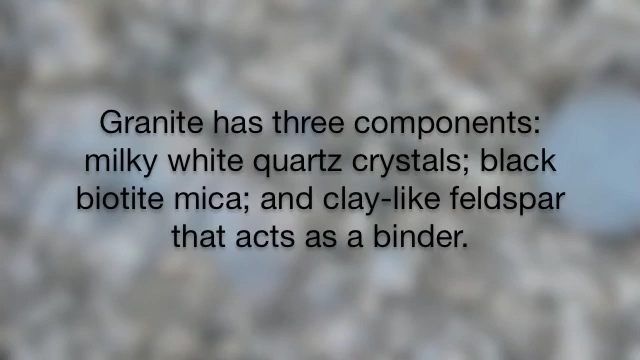 Granite has three components:
milky white quartz crystals; black
biotite mica; and clay-like feldspar
that acts as a binder.